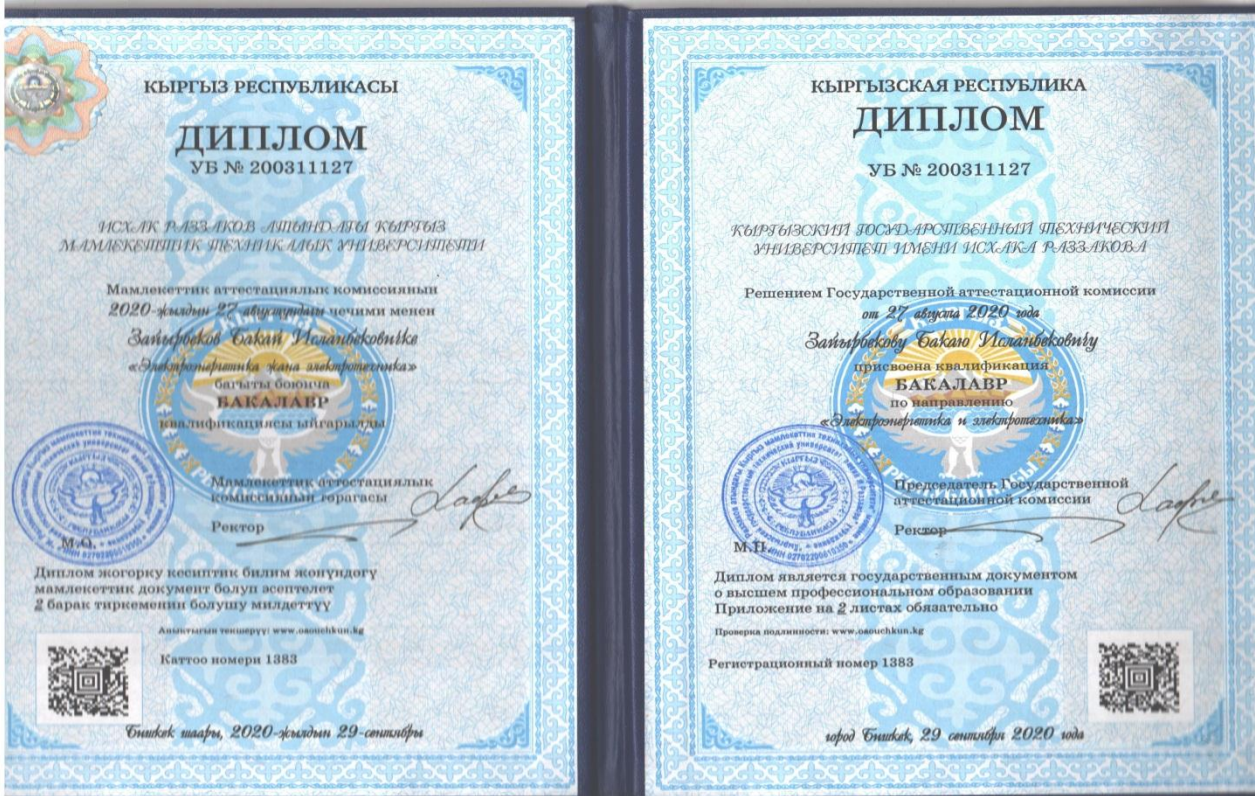 КЫРГЫЗ РЕСПУБЛИКАСЫ
ДИПЛОМ
УБ № 200311127
ИСХАК РАЗЗАКОВ АТЫНДАГЫ КЫРГЫЗ
МАМЛЕКЕТТИК ТЕХНИКАЛЫК УНИВЕРСИТЕТИ
Мамлекеттик аттестациялык комиссиянын
2020-жылдын 27-августундагы чечими менен
Зайырбеков Бакай Исланбековичке
«Электроэнергетика жана электротехника»
багыты боюнча
БАКАЛАВР
квалификациясы ыйгарылды
Мамлекеттик аттестациялык
комиссиянын төрагасы
Ректор
М.О.
Диплом жогорку кесиптик билим жөнүндөгү
мамлекеттик документ болуп эсептелет
2 барак тиркеменин болушу милдеттүү
Аныктыгын текшерүү: www.oaouchkun.kg
Каттоо номери 1383
Бишкек шаары, 2020-жылдын 29-сентябры
КЫРГЫЗСКАЯ РЕСПУБЛИКА
ДИПЛОМ
УБ № 200311127
КЫРГЫЗСКИЙ ГОСУДАРСТВЕННЫЙ ТЕХНИЧЕСКИЙ
УНИВЕРСИТЕТ ИМЕНИ ИСХАКА РАЗЗАКОВА
Решением Государственной аттестационной комиссии
от 27 августа 2020 года
Зайырбекову Бакаю Исланбековичу
присвоена квалификация
БАКАЛАВР
по направлению
«Электроэнергетика и электротехника»
Председатель Государственной
аттестационной комиссии
Ректор
М.П.
Диплом является государственным документом
о высшем профессиональном образовании
Приложение на 2 листах обязательно
Проверка подлинности: www.oaouchkun.kg
Регистрационный номер 1383
город Бишкек, 29 сентября 2020 года